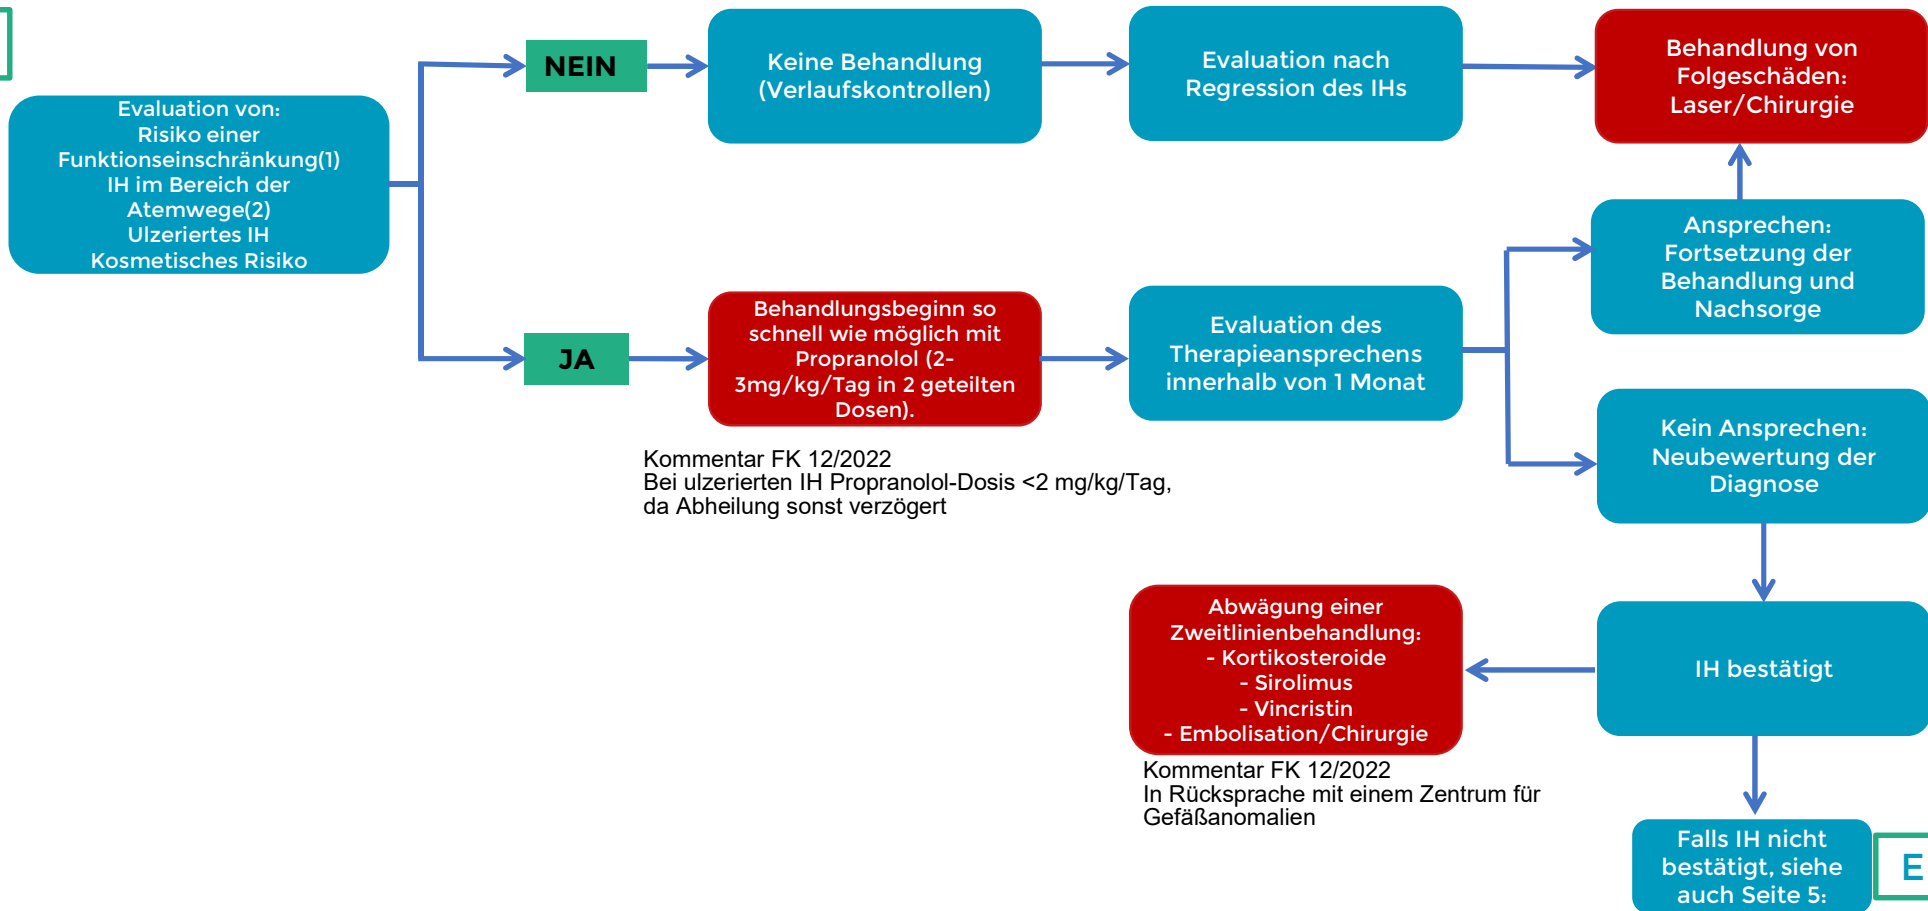 NEIN
Keine Behandlung
(Verlaufskontrollen)
Evaluation nach
Regression des IHs
Behandlung von
Folgeschäden:
Laser/Chirurgie
Evaluation von:
Risiko einer
Funktionseinschränkung(1)
IH im Bereich der
Atemwege(2)
Ulzeriertes IH
Kosmetisches Risiko
JA
Behandlungsbeginn so
schnell wie möglich mit
Propranolol (2-
3mg/kg/Tag in 2 geteilten
Dosen).
Kommentar FK 12/2022
Bei ulzerierten IH Propranolol-Dosis <2 mg/kg/Tag,
da Abheilung sonst verzögert
Evaluation des
Therapieansprechens
innerhalb von 1 Monat
Ansprechen:
Fortsetzung der
Behandlung und
Nachsorge
Kein Ansprechen:
Neubewertung der
Diagnose
IH bestätigt
Abwägung einer
Zweitlinienbehandlung:
- Kortikosteroide
- Sirolimus
- Vincristin
- Embolisation/Chirurgie
Kommentar FK 12/2022
In Rücksprache mit einem Zentrum für
Gefäßanomalien
Falls IH nicht
bestätigt, siehe
auch Seite 5:
E